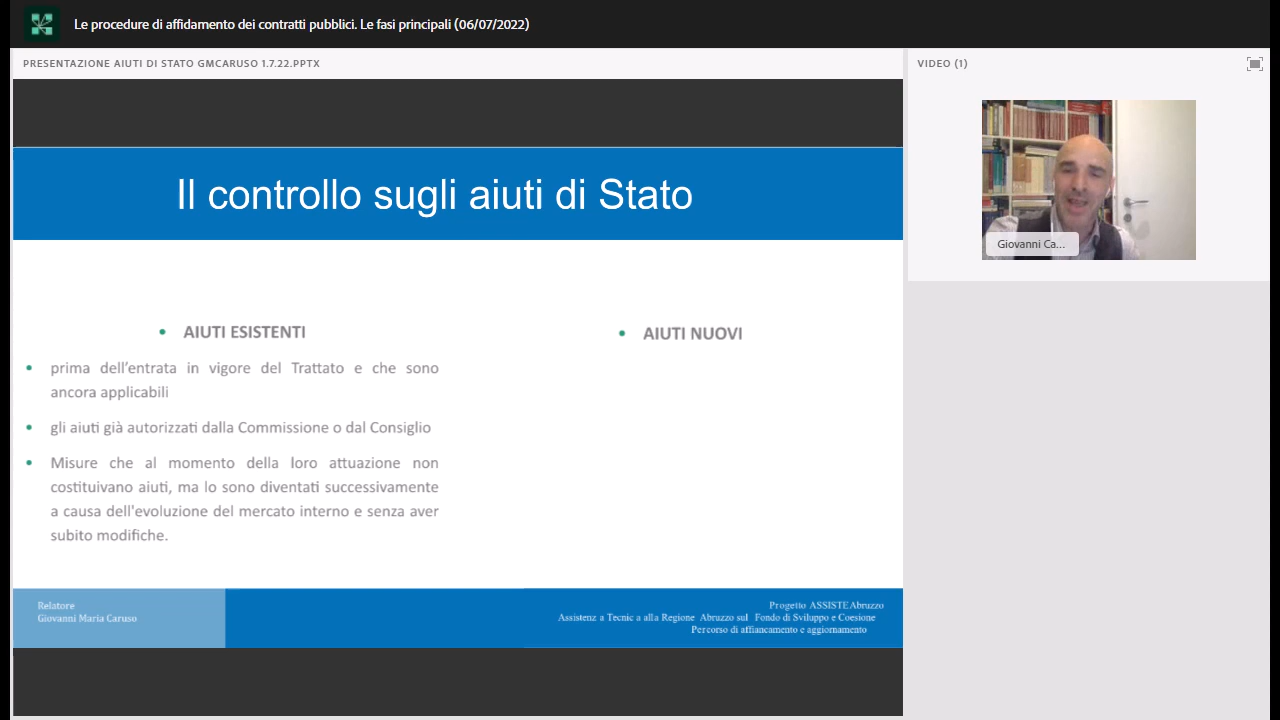 Le procedure di affidamento dei contratti pubblici. Le fasi principali (06/07/2022)
PRESENTAZIONE AIUTI DI STATO GMCARUSO 1.7.22.PPTX
VIDEO (1)
Il controllo sugli aiuti di Stato
• AIUTI ESISTENTI
• prima dell'entrata in vigore del Trattato e che sono
ancora applicabili
• gli aiuti già autorizzati dalla Commissione o dal Consiglio
• Misure che al momento della loro attuazione non
costituivano aiuti, ma lo sono diventati successivamente
a causa dell'evoluzione del mercato interno e senza aver
subito modifiche.
• AIUTI NUOVI
Giovanni Ca...
Relatore
Giovanni Maria Caruso
Progetto ASSISTEAbruzzo
Assistenz a Tecnic a alla Regione Abruzzo sul Fondo di Sviluppo e Coesione
Percorso di affiancamento e aggiornamento